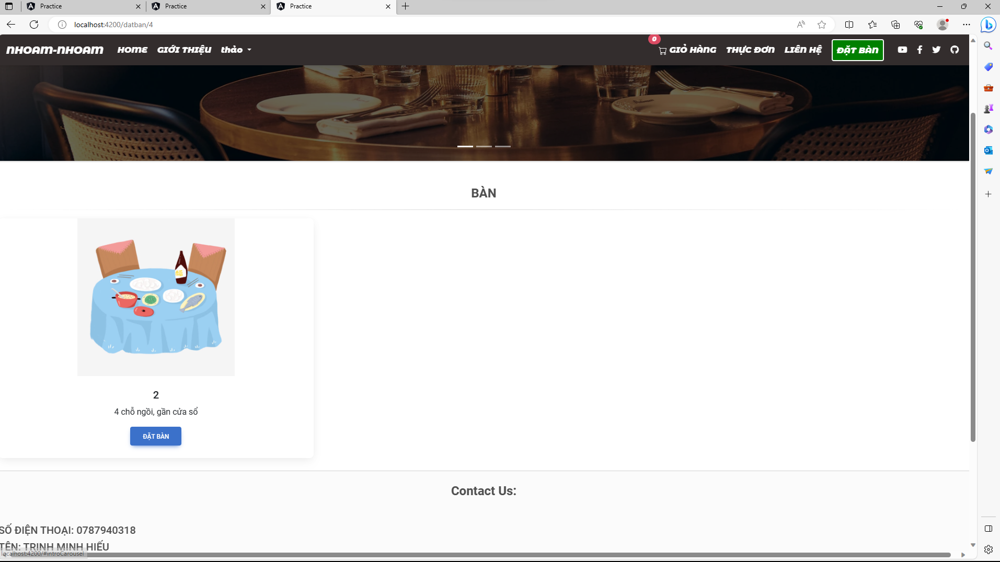 Practice
Practice
Practice
localhost:4200/datban/4
NHOAM-NHOAM HOME GIỚI THIỆU thảo
0
GIỎ HÀNG THỰC ĐƠN LIÊN HỆ ĐẶT BÀN
BÀN
2
4 chỗ ngồi, gần cửa sổ
ĐẶT BÀN
Contact Us:
SỐ ĐIỆN THOẠI: 0787940318
TÊN: TRỊNH MINH HIẾU
localhost:4200/#introCarousel